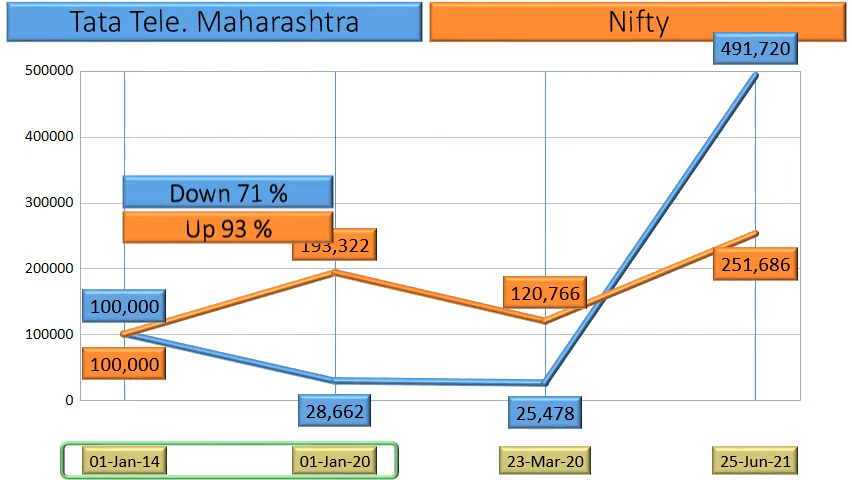 Tata Tele. Maharashtra
Nifty
491,720
500000
400000
300000
200000
100000
0
Down 71 %
Up 93 %
193,322
100,000
100,000
120,766
251,686
28,662
25,478
01-Jan-14
01-Jan-20
23-Mar-20
25-Jun-21